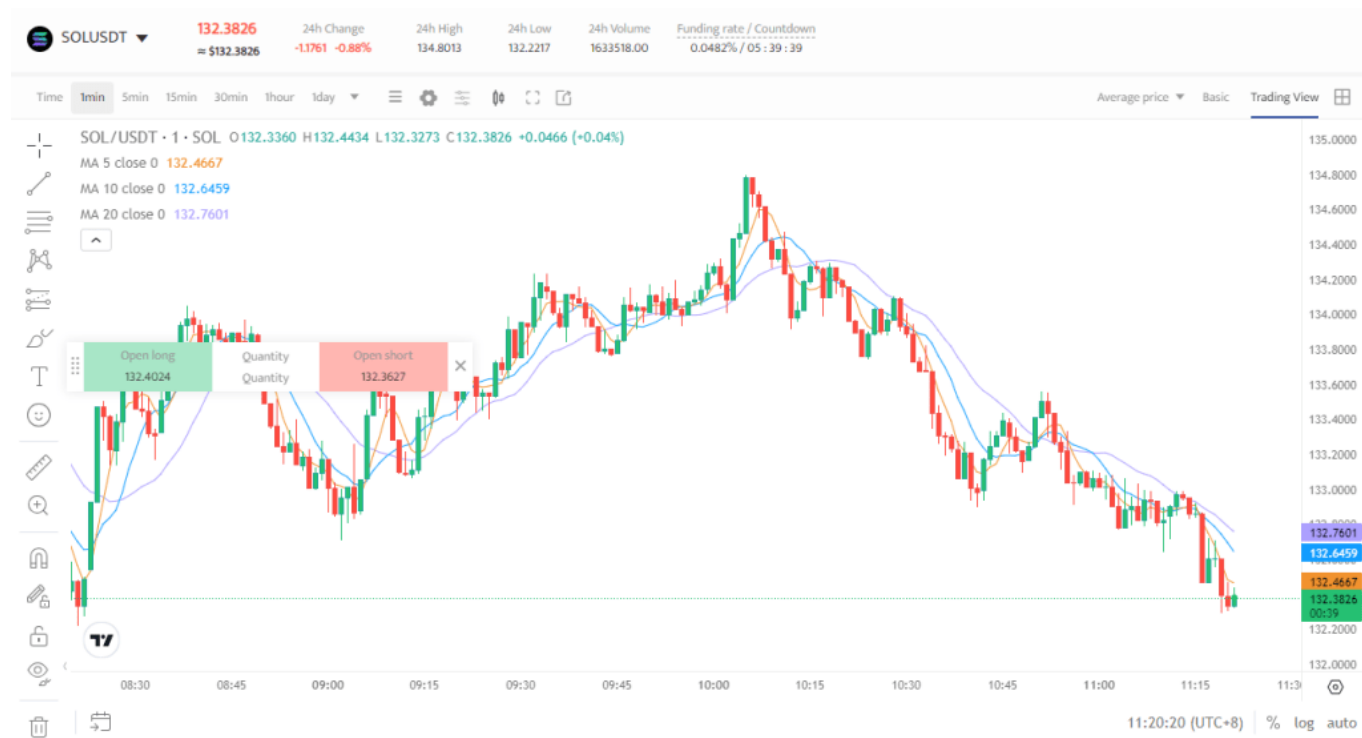 SOLUSDT
132.3826
≈ $132.3826
24h Change
-1.1761 -0.88%
24h High
134.8013
24h Low
132.2217
24h Volume
1633518.00
Funding rate / Countdown
0.0482% / 05 : 39 : 39
Time 1min 5min 15min 30min 1hour 1day
Average price Basic Trading View
SOL/USDT · 1 · SOL O132.3360 H132.4434 L132.3273 C132.3826 +0.0466 (+0.04%)
MA 5 close 0 132.4667
MA 10 close 0 132.6459
MA 20 close 0 132.7601
Open long
132.4024
Quantity
Quantity
Open short
132.3627
T
135.0000
134.8000
134.6000
134.4000
134.2000
134.0000
133.8000
133.6000
133.4000
133.2000
133.0000
132.7601
132.6459
132.4667
132.3826
00:39
132.2000
132.0000
08:30 08:45 09:00 09:15 09:30 09:45 10:00 10:15 10:30 10:45 11:00 11:15
11:20:20 (UTC+8) % log auto